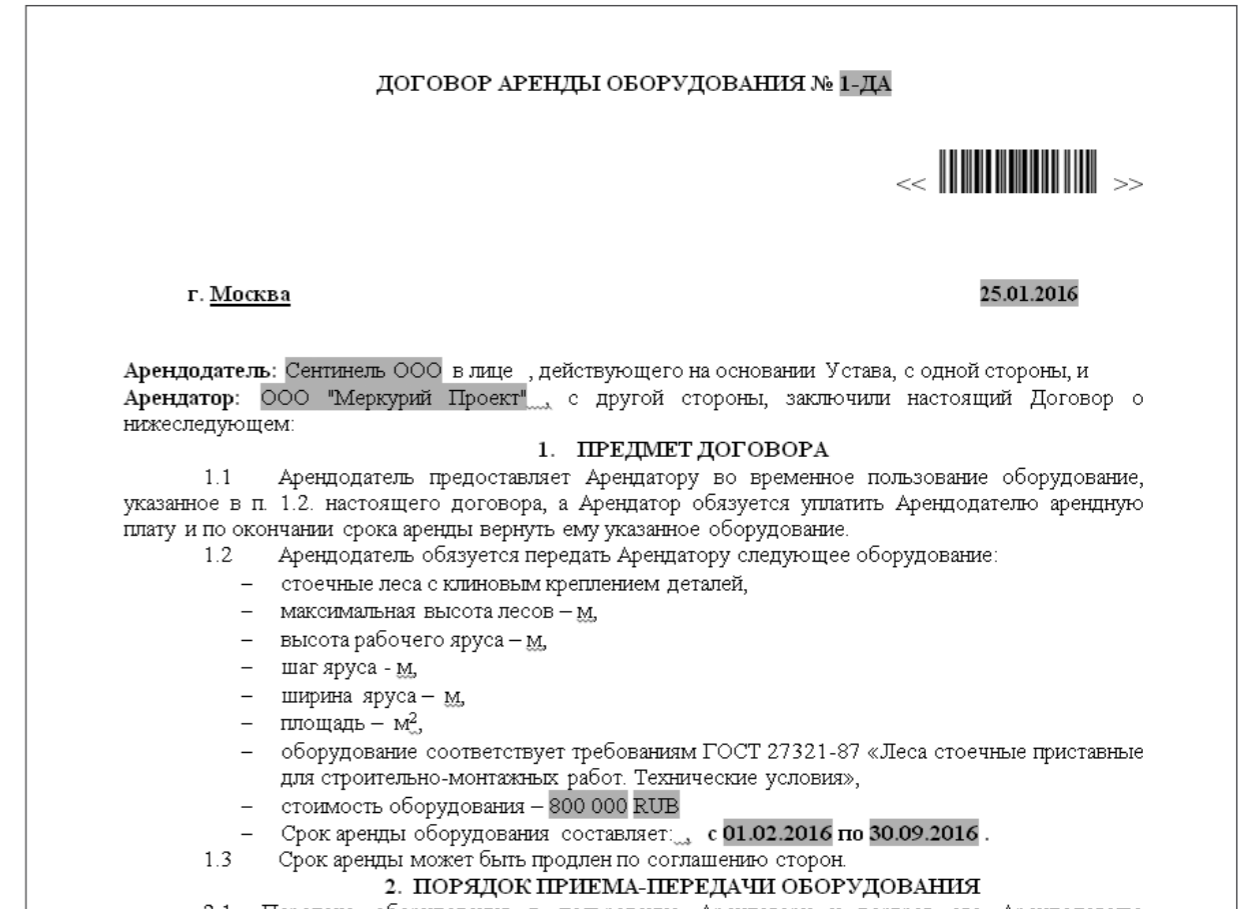 ДОГОВОР АРЕНДЫ ОБОРУДОВАНИЯ № 1-ДА
<< >>
г. Москва 25.01.2016
Арендодатель: Сентинель ООО в лице , действующего на основании Устава, с одной стороны, и
Арендатор: ООО "Меркурий Проект" , с другой стороны, заключили настоящий Договор о
нижеследующем:
1. ПРЕДМЕТ ДОГОВОРА
1.1 Арендодатель предоставляет Арендатору во временное пользование оборудование,
указанное в п. 1.2. настоящего договора, а Арендатор обязуется уплатить Арендодателю арендную
плату и по окончании срока аренды вернуть ему указанное оборудование.
1.2 Арендодатель обязуется передать Арендатору следующее оборудование:
– стоечные леса с клиновым креплением деталей,
– максимальная высота лесов – м,
– высота рабочего яруса – м,
– шаг яруса - м,
– ширина яруса – м,
– площадь – м²,
– оборудование соответствует требованиям ГОСТ 27321-87 «Леса стоечные приставные
для строительно-монтажных работ. Технические условия»,
– стоимость оборудования – 800 000 RUB
– Срок аренды оборудования составляет: , с 01.02.2016 по 30.09.2016 .
1.3 Срок аренды может быть продлен по соглашению сторон.
2. ПОРЯДОК ПРИЕМА-ПЕРЕДАЧИ ОБОРУДОВАНИЯ